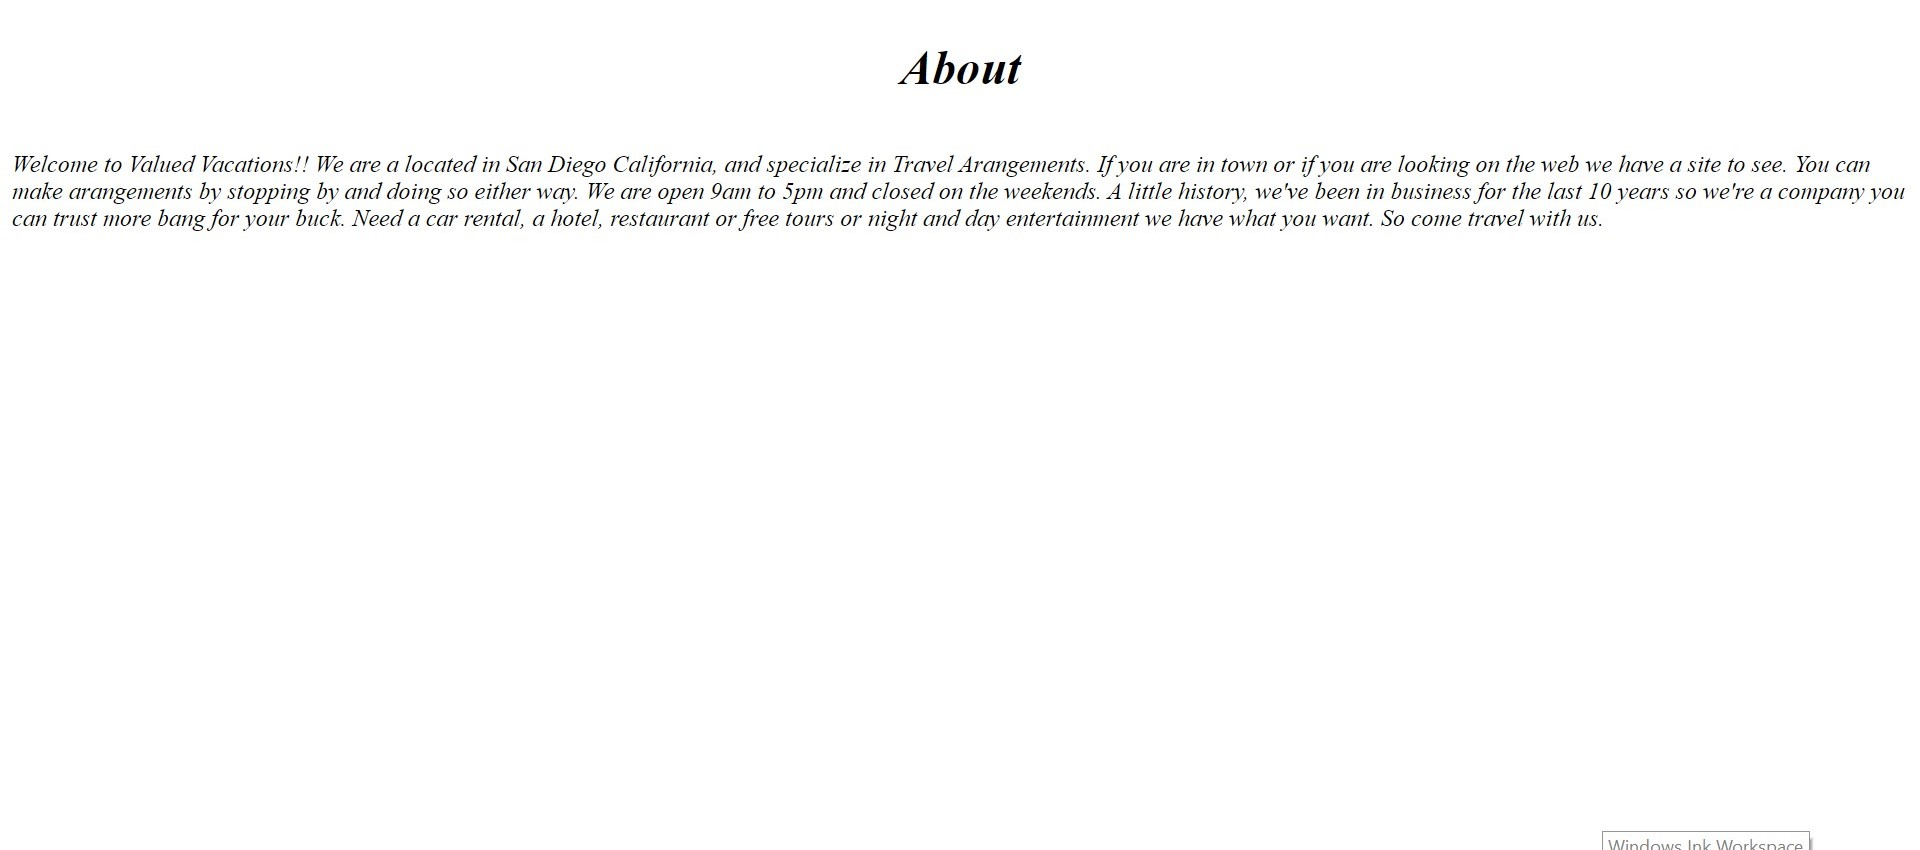 About
Welcome to Valued Vacations!! We are a located in San Diego California, and specialize in Travel Arangements. If you are in town or if you are looking on the web we have a site to see. You can
make arangements by stopping by and doing so either way. We are open 9am to 5pm and closed on the weekends. A little history, we've been in business for the last 10 years so we're a company you
can trust more bang for your buck. Need a car rental, a hotel, restaurant or free tours or night and day entertainment we have what you want. So come travel with us.
Windows Ink Workspace